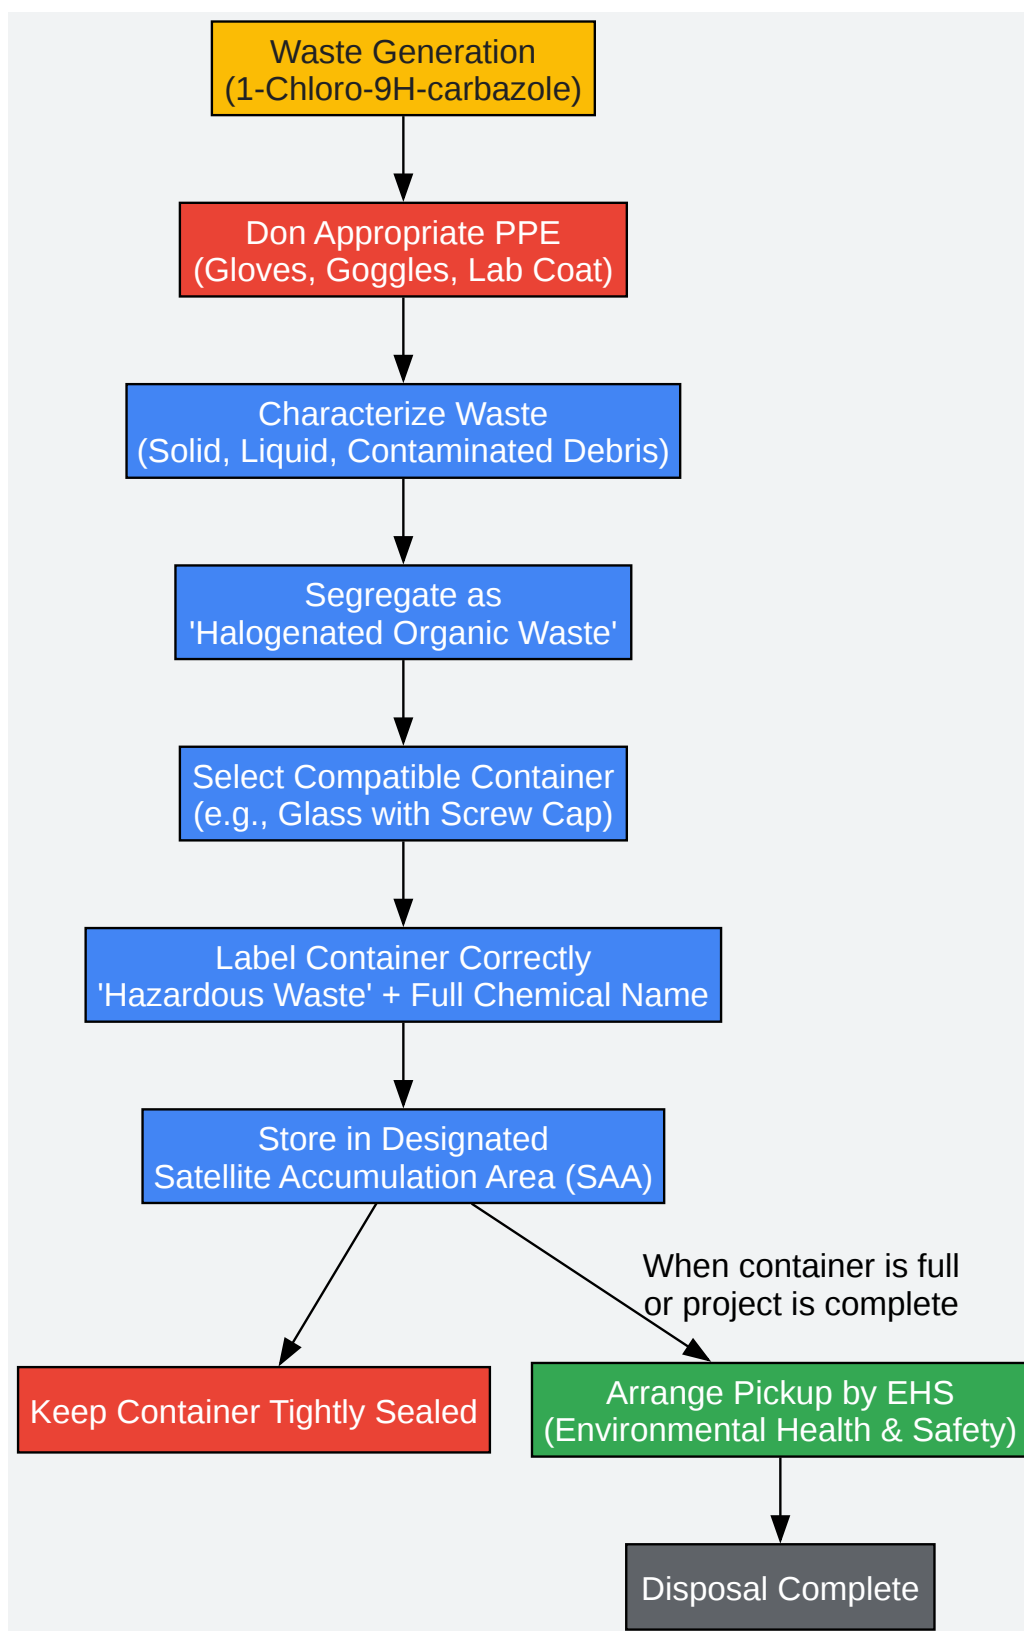 Waste Generation
(1-Chloro-9H-carbazole)
Don Appropriate PPE
(Gloves, Goggles, Lab Coat)
Characterize Waste
(Solid, Liquid, Contaminated Debris)
Segregate as
'Halogenated Organic Waste'
Select Compatible Container
(e.g., Glass with Screw Cap)
Label Container Correctly
'Hazardous Waste' + Full Chemical Name
Store in Designated
Satellite Accumulation Area (SAA)
When container is full
or project is complete
Keep Container Tightly Sealed
Arrange Pickup by EHS
(Environmental Health & Safety)
Disposal Complete